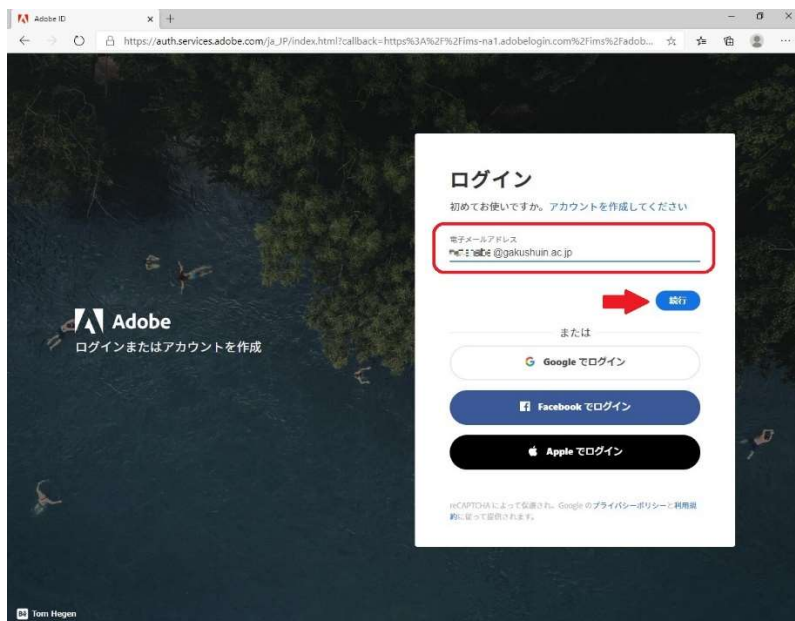 Adobe ID
https://auth.services.adobe.com/ja_JP/index.html?callback=https%3A%2F%2Fims-na1.adobelogin.com%2Fims%2Fadob...
ログイン
初めてお使いですか。アカウントを作成してください
電子メールアドレス
@gakushuin.ac.jp
続行
または
Google でログイン
Facebook でログイン
Apple でログイン
reCAPTCHA によって保護され、Google のプライバシーポリシーと利用規
約に従って提供されます。
Adobe
ログインまたはアカウントを作成
Bē Tom Hegen